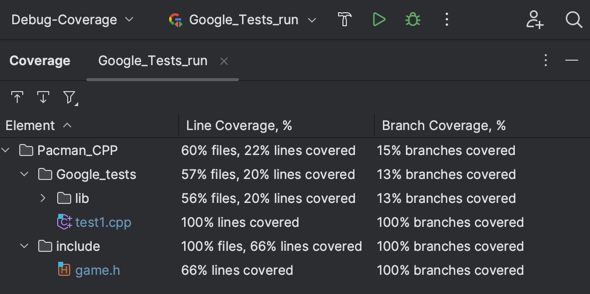 Debug-Coverage Google_Tests_run
Coverage Google_Tests_run
Element Line Coverage, % Branch Coverage, %
Pacman_CPP 60% files, 22% lines covered 15% branches covered
Google_tests 57% files, 20% lines covered 13% branches covered
lib 56% files, 20% lines covered 13% branches covered
test1.cpp 100% lines covered 100% branches covered
include 100% files, 66% lines covered 100% branches covered
game.h 66% lines covered 100% branches covered